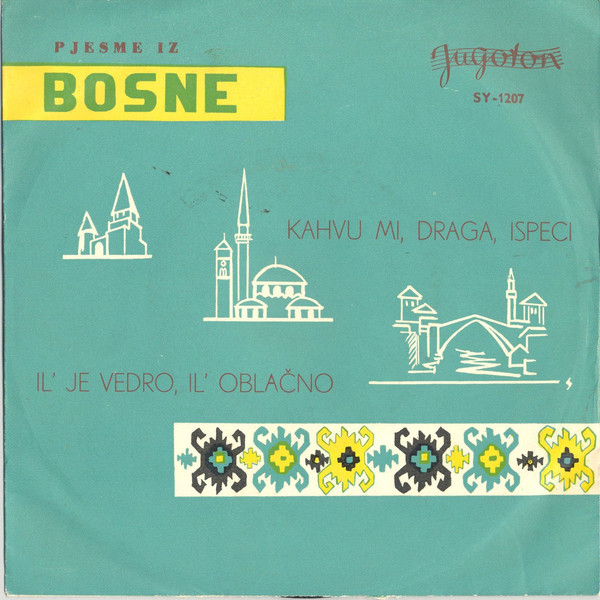 PJESME IZ
BOSNE
Jugoton
SY-1207
KAHVU MI, DRAGA, ISPECI
IL' JE VEDRO, IL' OBLAČNO